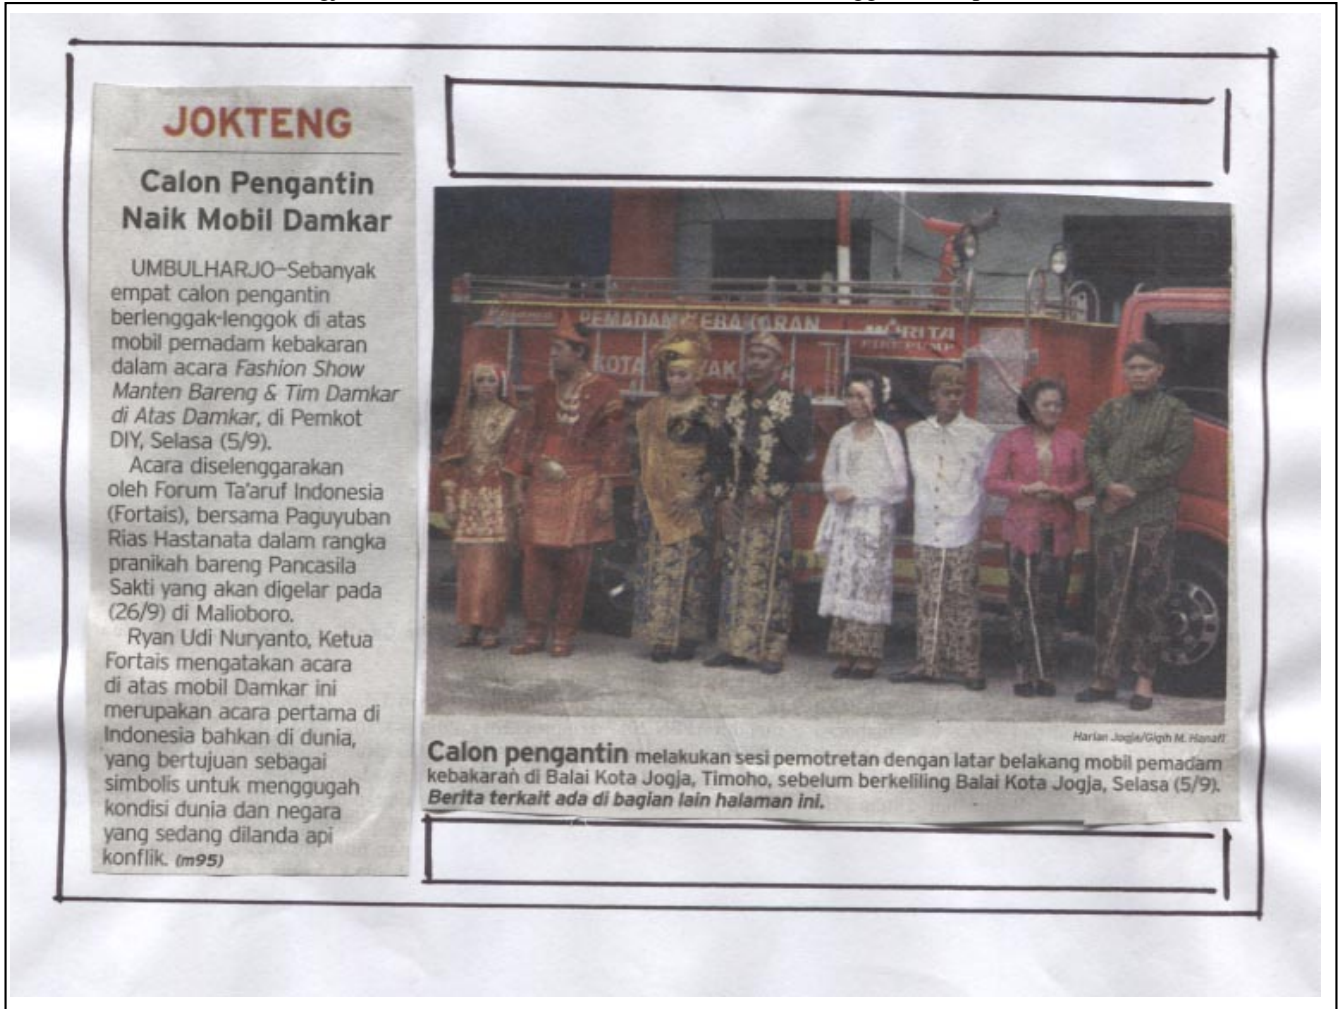 JOKTENG
Calon Pengantin
Naik Mobil Damkar
UMBULHARJO—Sebanyak
empat calon pengantin
berlenggak-lenggok di atas
mobil pemadam kebakaran
dalam acara Fashion Show
Manten Bareng & Tim Damkar
di Atas Damkar, di Pemkot
DIY, Selasa (5/9).
Acara diselenggarakan
oleh Forum Ta'aruf Indonesia
(Fortais), bersama Paguyuban
Rias Hastanata dalam rangka
pranikah bareng Pancasila
Sakti yang akan digelar pada
(26/9) di Malioboro.
Ryan Udi Nuryanto, Ketua
Fortais mengatakan acara
di atas mobil Damkar ini
merupakan acara pertama di
Indonesia bahkan di dunia,
yang bertujuan sebagai
simbolis untuk menggugah
kondisi dunia dan negara
yang sedang dilanda api
konflik. (m95)
PEMADAM KEBAKARAN
MORITA
FIRE PUMP
KOTA
Harian Jogja/Gigih M. Hanafi
Calon pengantin melakukan sesi pemotretan dengan latar belakang mobil pemadam
kebakaran di Balai Kota Jogja, Timoho, sebelum berkeliling Balai Kota Jogja, Selasa (5/9).
Berita terkait ada di bagian lain halaman ini.